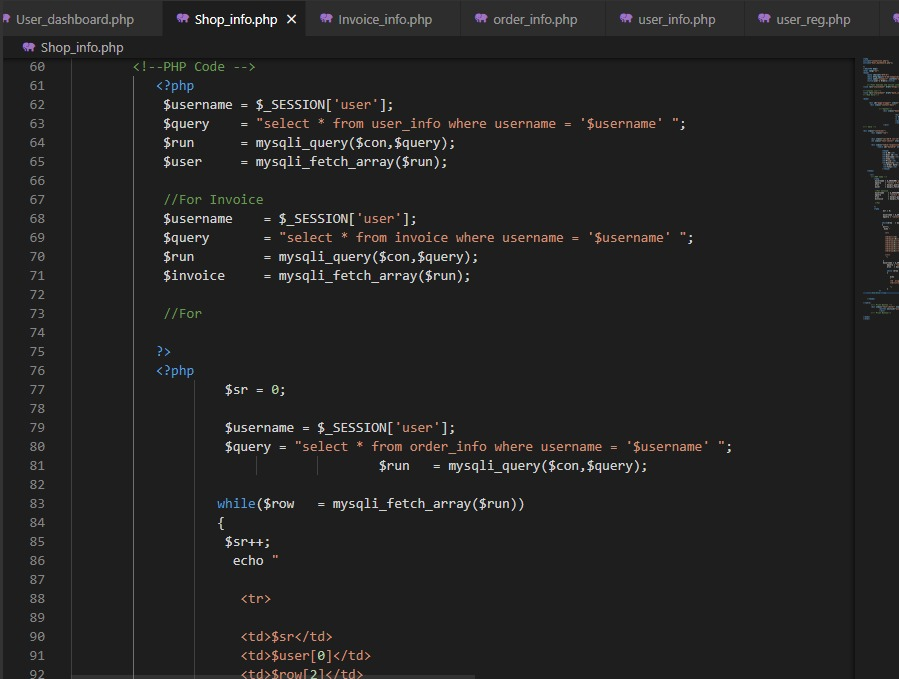 User_dashboard.php Shop_info.php × Invoice_info.php order_info.php user_info.php user_reg.php
Shop_info.php
60 <!--PHP Code -->
61 <?php
62 $username = $_SESSION['user'];
63 $query = "select * from user_info where username = '$username' ";
64 $run = mysqli_query($con,$query);
65 $user = mysqli_fetch_array($run);
66
67 //For Invoice
68 $username = $_SESSION['user'];
69 $query = "select * from invoice where username = '$username' ";
70 $run = mysqli_query($con,$query);
71 $invoice = mysqli_fetch_array($run);
72
73 //For
74
75 ?>
76 <?php
77 $sr = 0;
78
79 $username = $_SESSION['user'];
80 $query = "select * from order_info where username = '$username' ";
81 $run = mysqli_query($con,$query);
82
83 while($row = mysqli_fetch_array($run))
84 {
85 $sr++;
86 echo "
87
88 <tr>
89
90 <td>$sr</td>
91 <td>$user[0]</td>
92 <td>$row[2]</td>